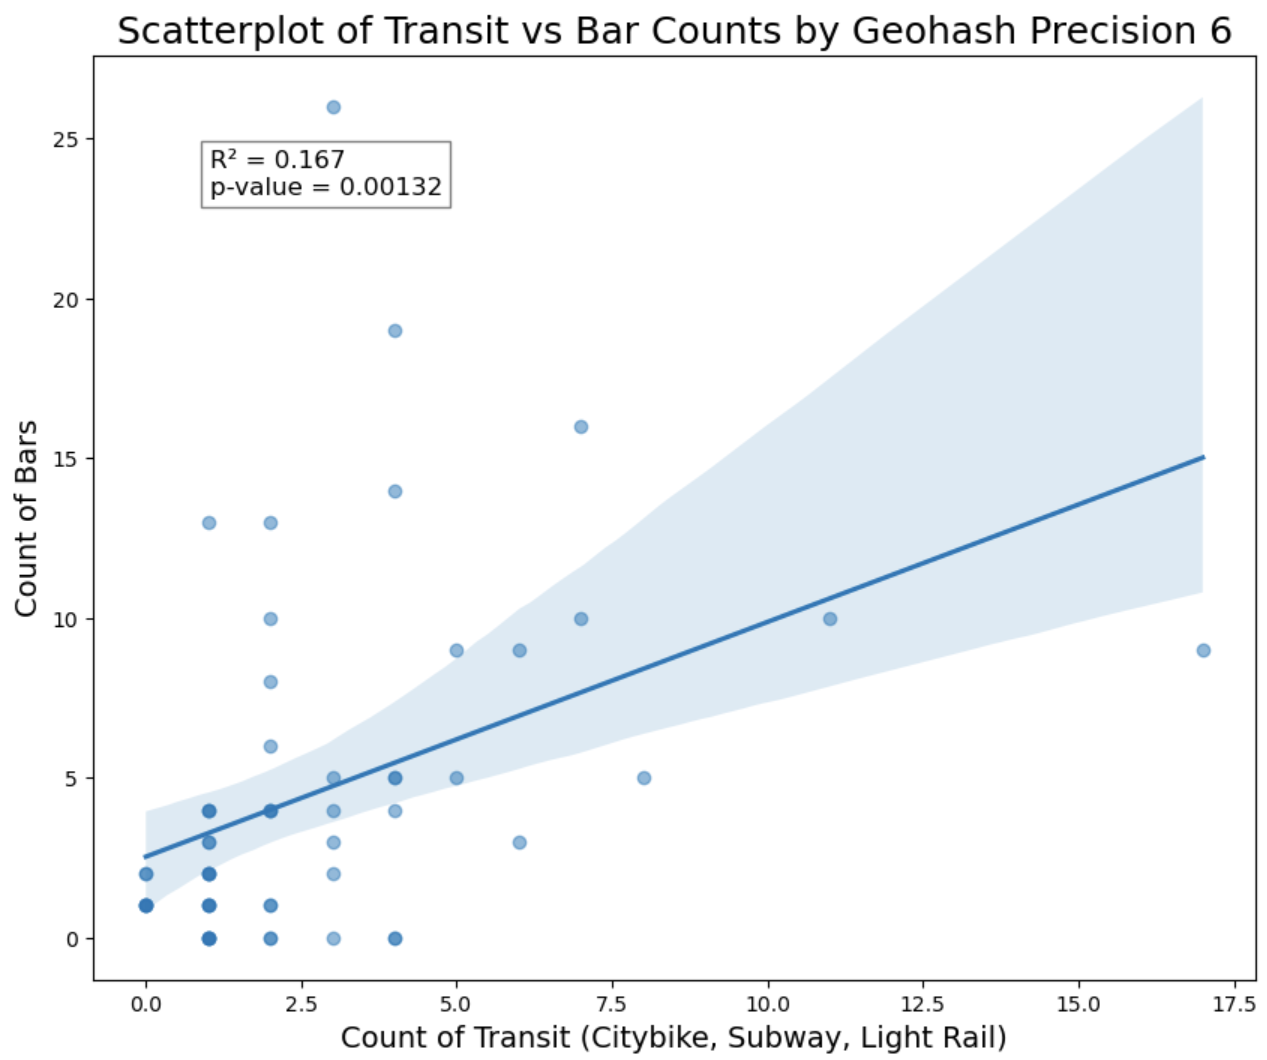 Scatterplot of Transit vs Bar Counts by Geohash Precision 6
R² = 0.167
p-value = 0.00132
Count of Bars
25
20
15
10
5
0
0.0 2.5 5.0 7.5 10.0 12.5 15.0 17.5
Count of Transit (Citybike, Subway, Light Rail)